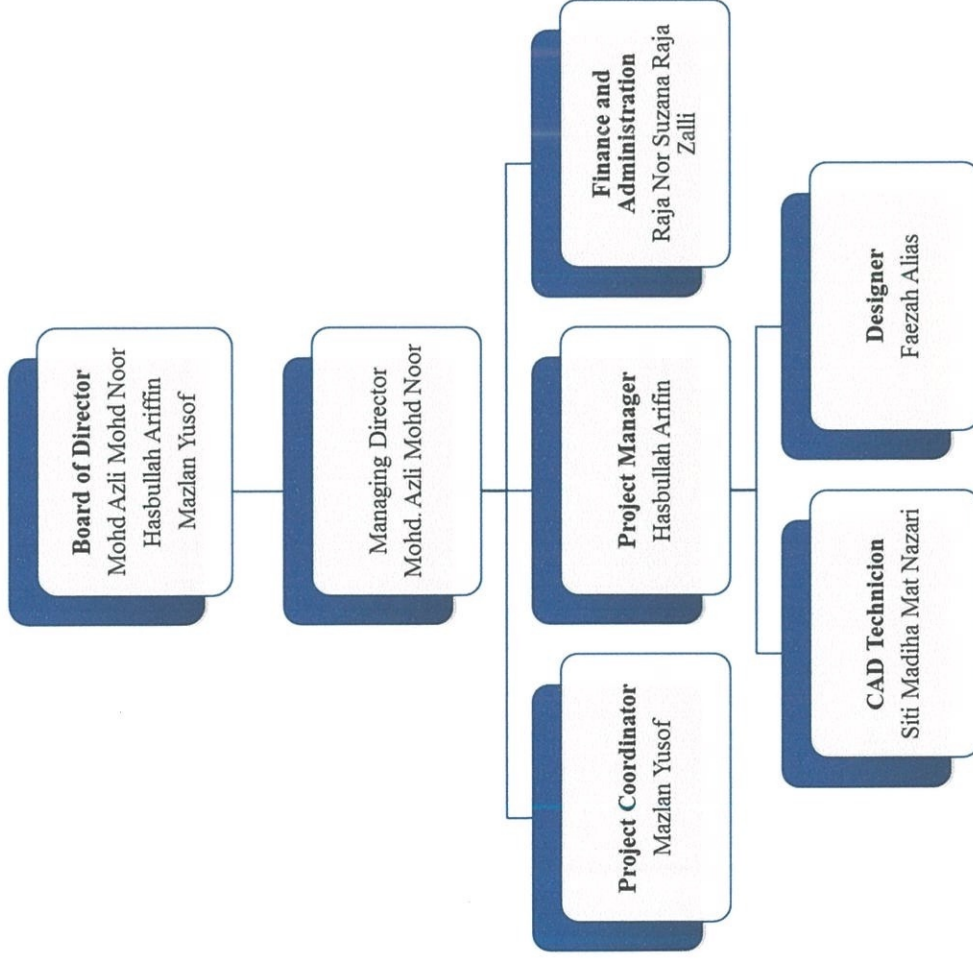 Board of Director
Mohd Azli Mohd Noor
Hasbullah Ariffin
Mazlan Yusof
Managing Director
Mohd. Azli Mohd Noor
Project Coordinator
Mazlan Yusof
Project Manager
Hasbullah Arifin
Finance and
Administration
Raja Nor Suzana Raja
Zalli
CAD Technicion
Siti Madiha Mat Nazari
Designer
Faezah Alias